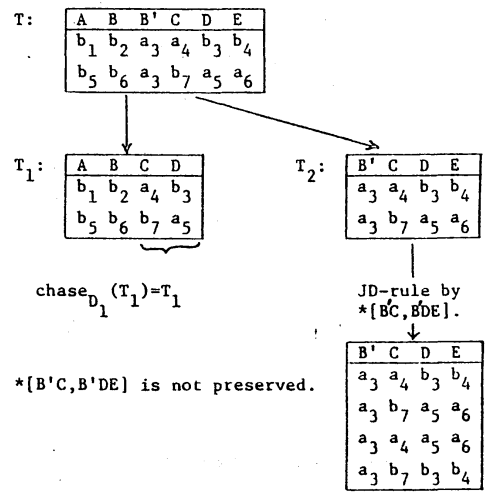 T:
A B B' C D E
b1 b2 a3 a4 b3 b4
b5 b6 a3 b7 a5 a6
T1:
A B C D
b1 b2 a4 b3
b5 b6 b7 a5
T2:
B' C D E
a3 a4 b3 b4
a3 b7 a5 a6
chaseD1(T1)=T1
JD-rule by
*[B'C,B'DE].
*[B'C,B'DE] is not preserved.
B' C D E
a3 a4 b3 b4
a3 b7 a5 a6
a3 a4 a5 a6
a3 b7 b3 b4